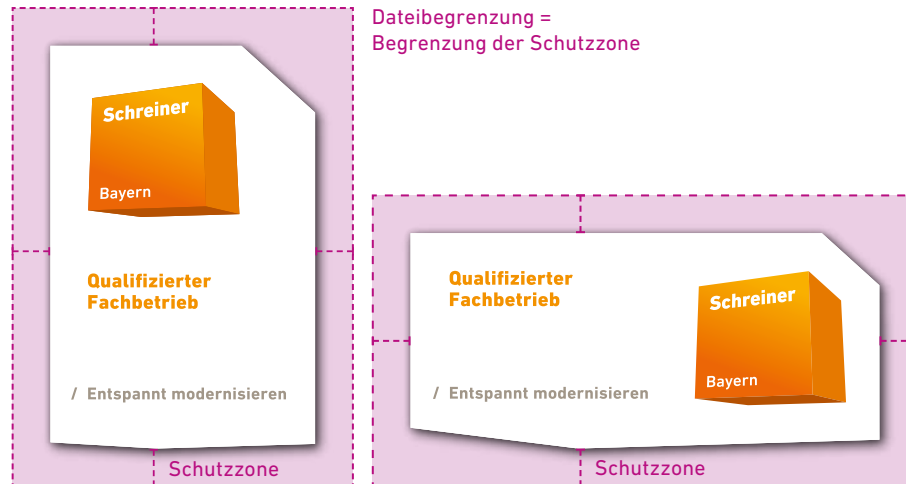 Dateibegrenzung =
Begrenzung der Schutzzone
Schreiner
Bayern
Qualifizierter
Fachbetrieb
/ Entspannt modernisieren
Schutzzone
Qualifizierter
Fachbetrieb
Schreiner
Bayern
/ Entspannt modernisieren
Schutzzone